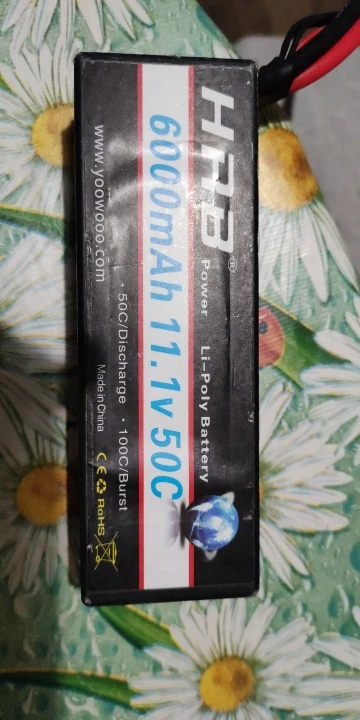 HRB®
Power Li-Poly Battery
6000mAh 11.1v 50C
· 50C/Discharge · 100C/Burst
www.yoowooo.com Made in China CE RoHS